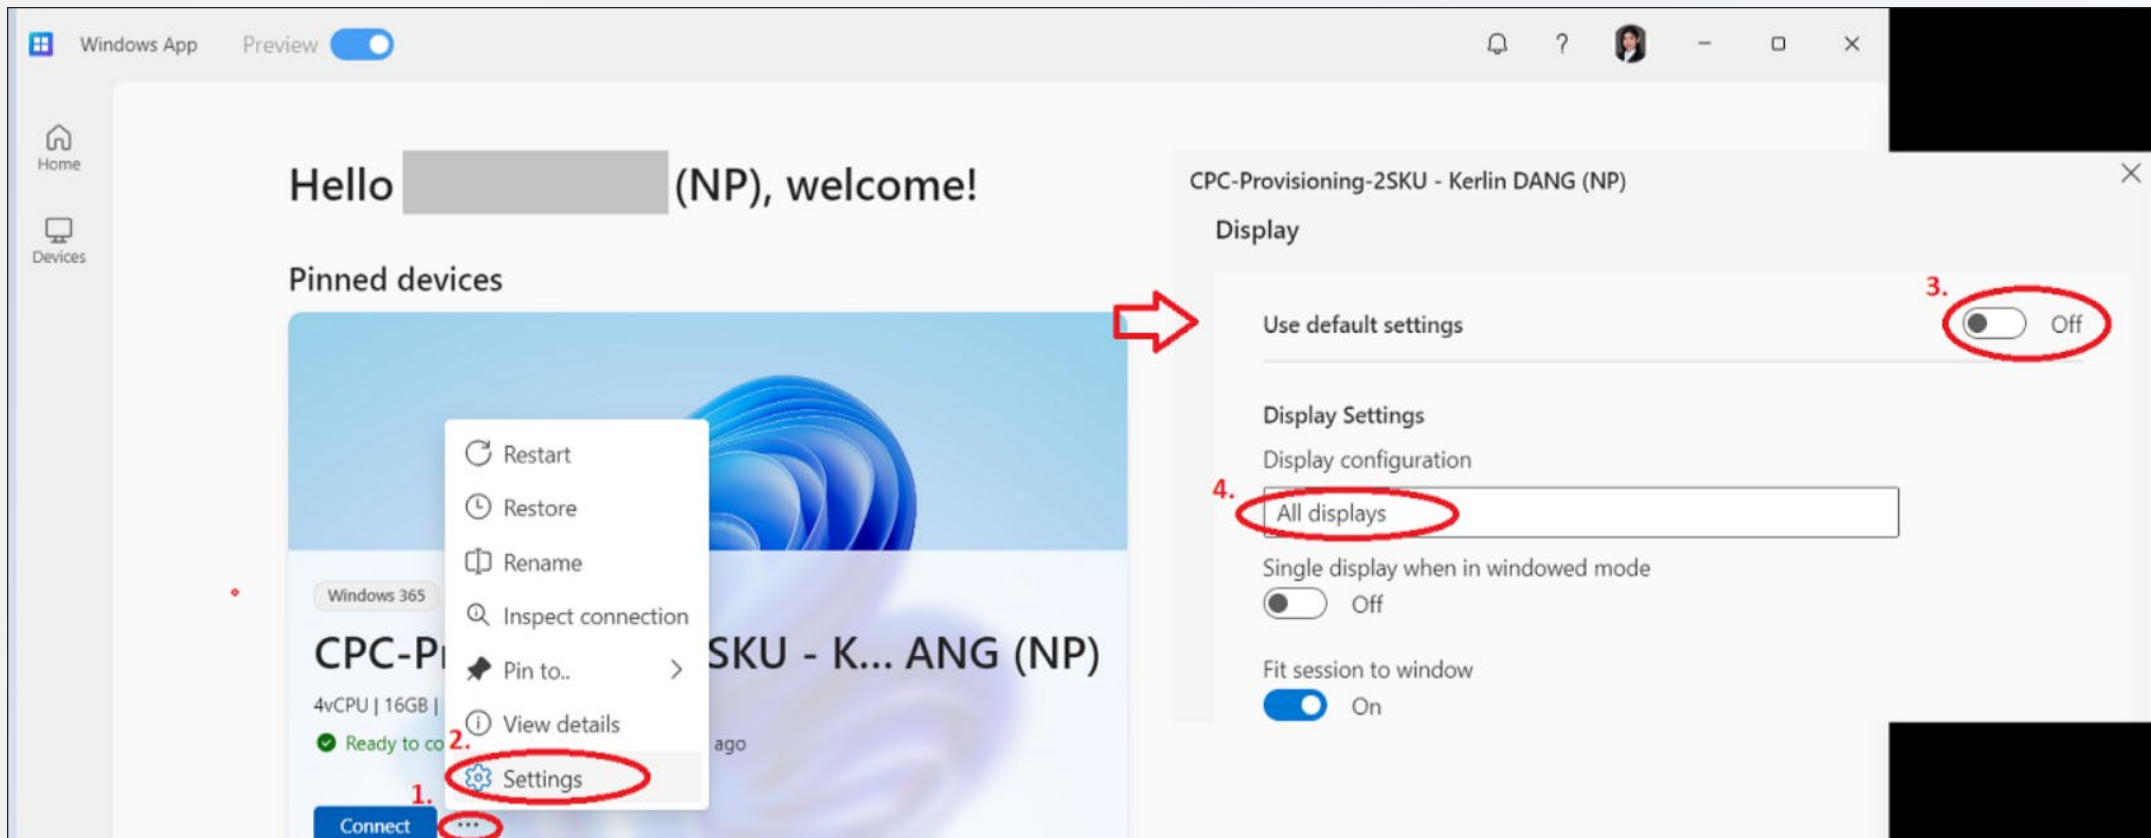 Windows App Preview
Home
Devices
Hello (NP), welcome!
Pinned devices
Restart
Restore
Rename
Inspect connection
Pin to..
View details
2.
Settings
Windows 365
CPC-P SKU - K... ANG (NP)
4vCPU | 16GB |
Ready to co ago
1.
Connect ...
CPC-Provisioning-2SKU - Kerlin DANG (NP)
Display
3.
Use default settings Off
Display Settings
Display configuration
4.
All displays
Single display when in windowed mode
Off
Fit session to window
On